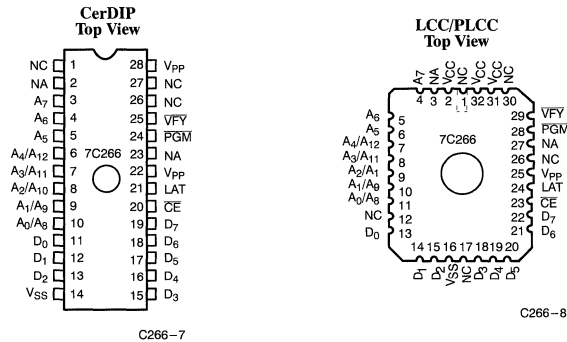 CerDIP
Top View
NC 1 28 VPP
NA 2 27 NC
A7 3 26 NC
A6 4 25 VFY
A5 5 24 PGM
A4/A12 6 7C266 23 NA
A3/A11 7 22 VPP
A2/A10 8 21 LAT
A1/A9 9 20 CE
A0/A8 10 19 D7
D0 11 18 D6
D1 12 17 D5
D2 13 16 D4
VSS 14 15 D3
C266-7
LCC/PLCC
Top View
A7 NA VCC NC VCC VCC NC
4 3 2 1 32 31 30
A6 5
A5 6
A4/A12 7
A3/A11 8
A2/A1 9
A1/A9 10
A0/A8 11
NC 12
D0 13
7C266
29 VFY
28 PGM
27 NA
26 NC
25 VPP
24 LAT
23 CE
22 D7
21 D6
14 15 16 17 18 19 20
D1 D2 VSS NC D3 D4 D5
C266-8